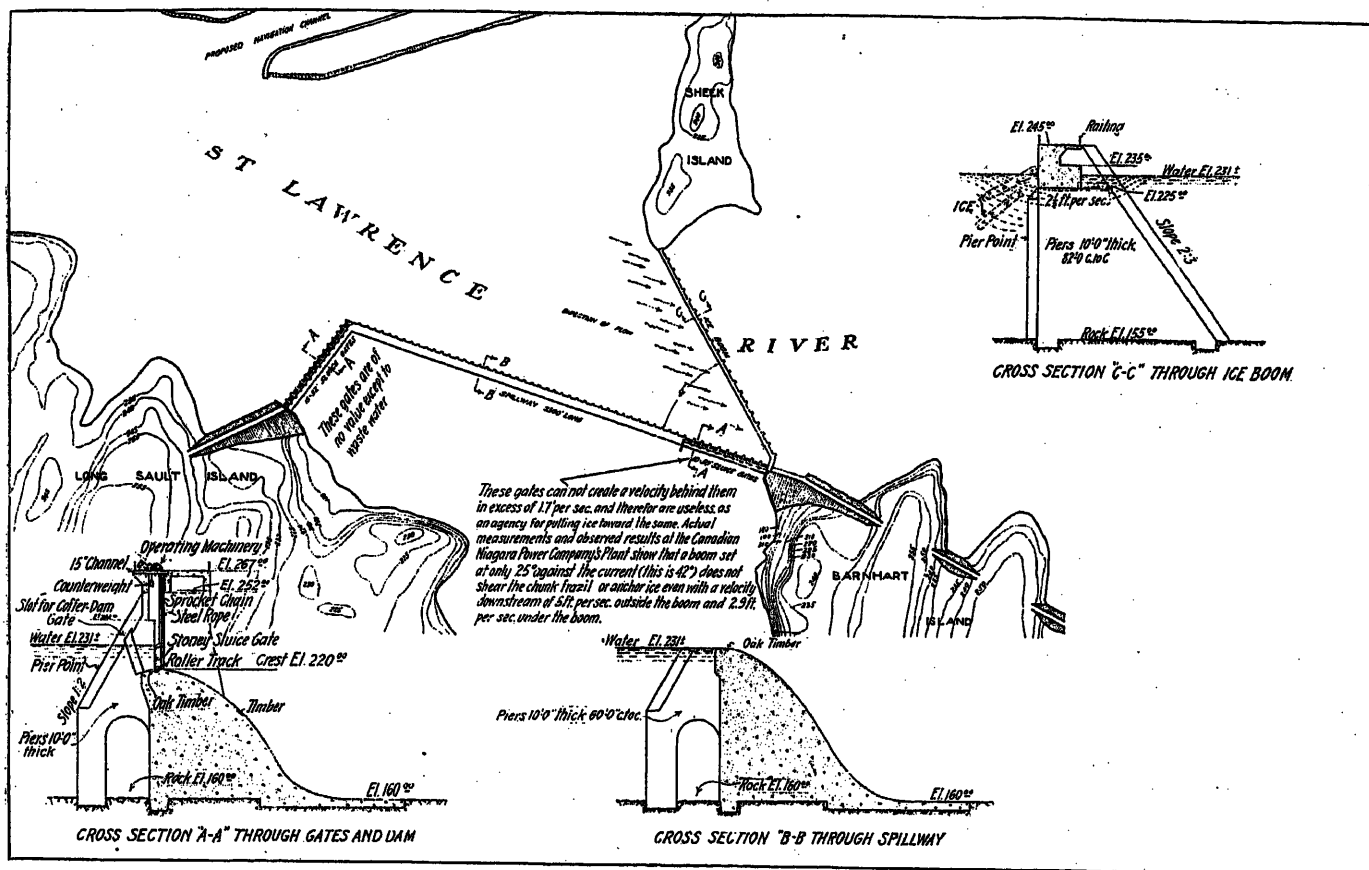 PROPOSED NAVIGATION CHANNEL
ST LAWRENCE
RIVER
SHEEK
ISLAND
DIRECTION OF FLOW
A
A
These gates are of
no value except to
waste water
B
B
SPILLWAY
LONG
LONG SAULT ISLAND
C
C
A
A
SLUICE GATES
These gates can not create a velocity behind them
in excess of 1.7' per sec. and therefor are useless as
an agency for pulling ice toward the same. Actual
measurements and observed results at the Canadian
Niagara Power Company's Plant show that a boom set
at only 25° against the current (this is 42°) does not
shear the chunk frazil or anchor ice even with a velocity
downstream of 5 ft. per sec. outside the boom and 2.9 ft.
per sec. under the boom.
BARNHART
ISLAND
El. 245.00
Railing
El. 235.00
Water El. 231±
ICE
per sec.
El. 225.00
Pier Point
Piers 10'0" thick
Slope 2:3
Rock El. 155.00
CROSS SECTION "C-C" THROUGH ICE BOOM
Operating Machinery
15" Channel
El. 267.00
Counterweight
El. 252.00
Slot for Coffer-Dam
Gate
Sprocket Chain
Steel Rope
Water El. 231±
Stoney Sluice Gate
Pier Point
Roller Track
Crest El. 220.00
Slope 1:2
Oak Timber
Timber
Piers 10'0"
thick
Rock El. 160.00
El. 160.00
CROSS SECTION "A-A" THROUGH GATES AND DAM
Water El. 231±
Oak Timber
Piers 10'0" thick 60'0" c.to c.
Rock El. 160.00
El. 160.00
CROSS SECTION "B-B THROUGH SPILLWAY